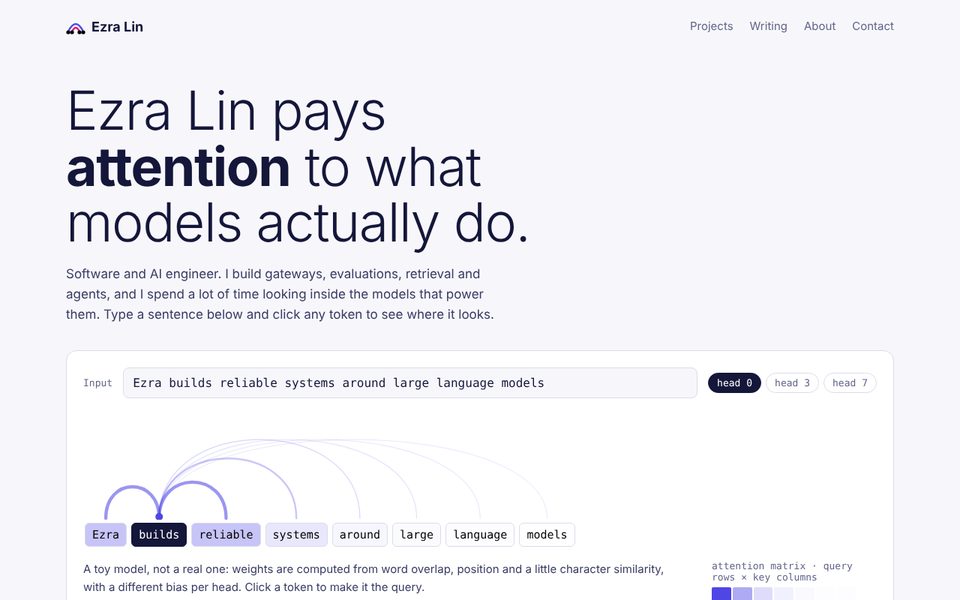 Ezra Lin
Projects Writing About Contact
Ezra Lin pays
attention to what
models actually do.
Software and AI engineer. I build gateways, evaluations, retrieval and
agents, and I spend a lot of time looking inside the models that power
them. Type a sentence below and click any token to see where it looks.
Input Ezra builds reliable systems around large language models head 0 head 3 head 7
Ezra builds reliable systems around large language models
A toy model, not a real one: weights are computed from word overlap, position and a little character similarity,
with a different bias per head. Click a token to make it the query.
attention matrix · query
rows × key columns